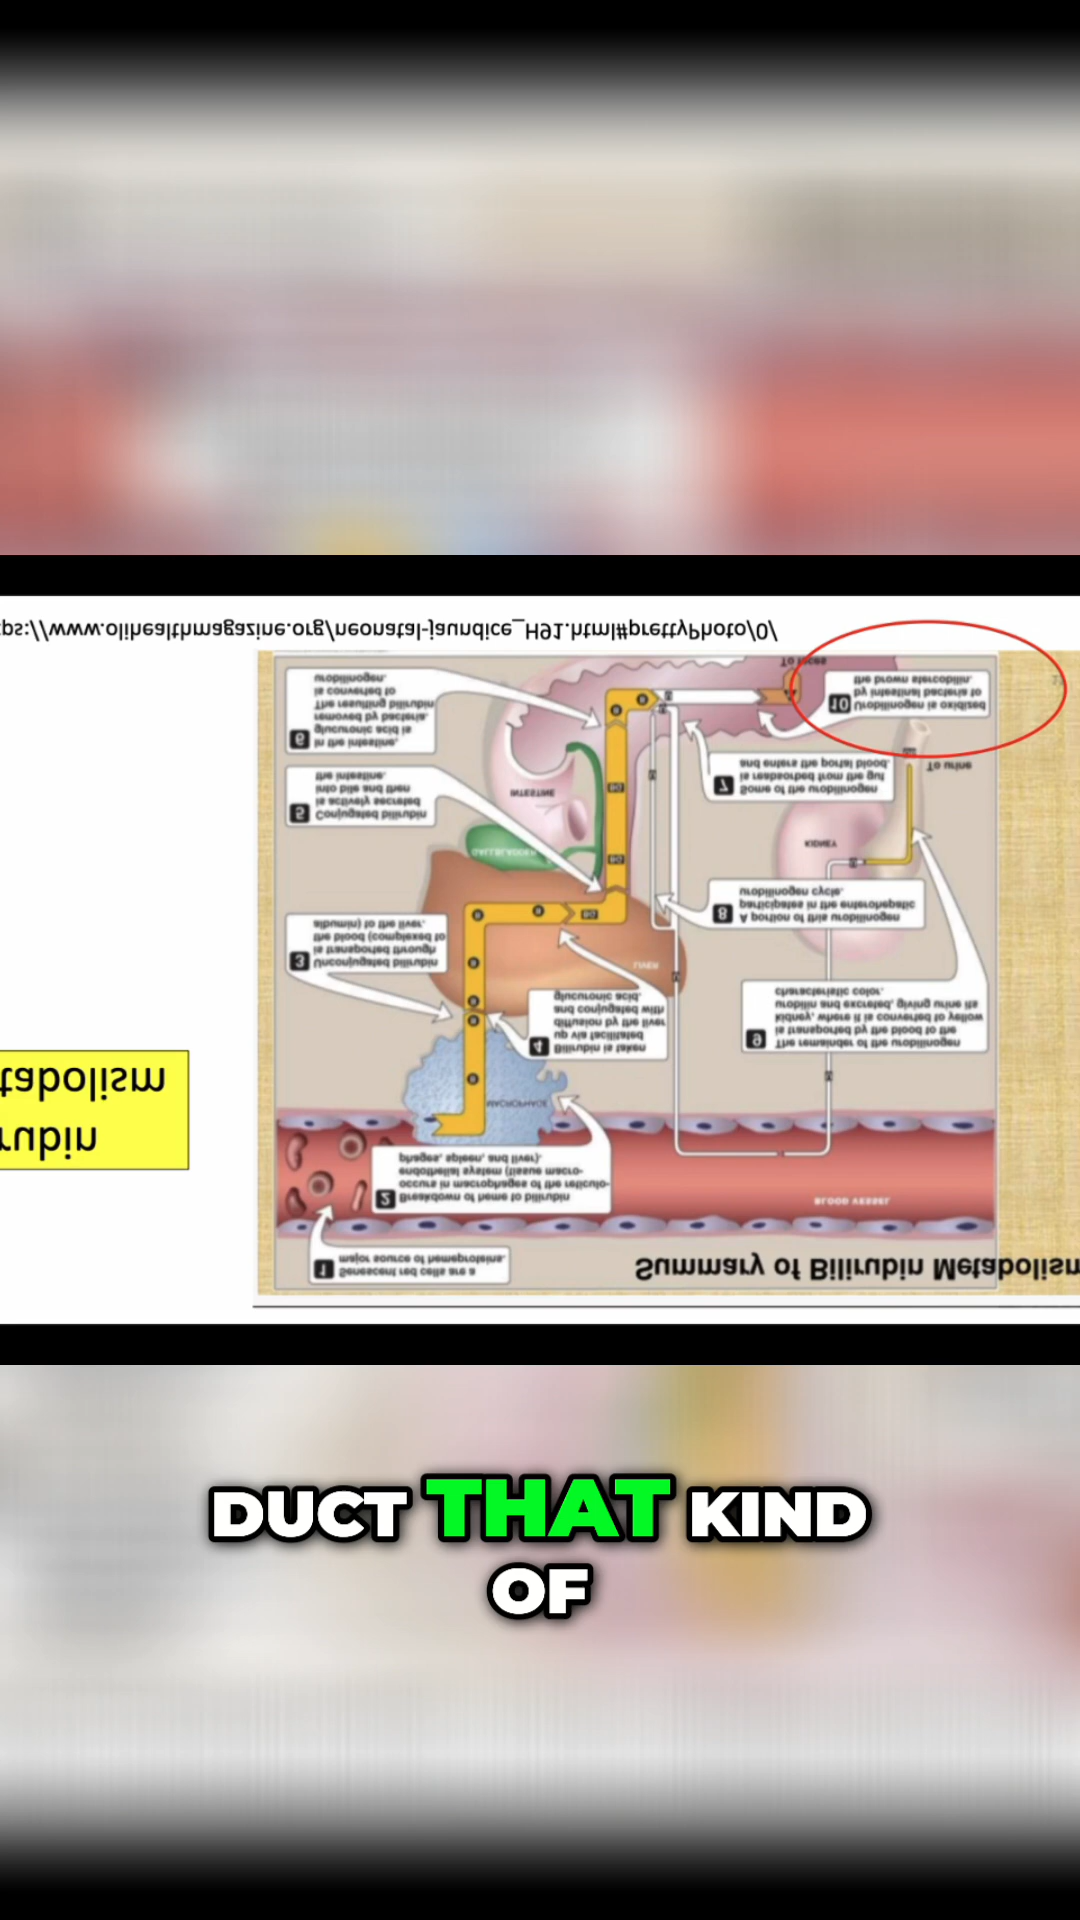 Summary of Bilirubin Metabolism
1
Senescent red cells are a
major source of hemeproteins.
BLOOD VESSEL
2
Breakdown of heme to bilirubin
occurs in macrophages of the reticulo-
endothelial system (tissue macro-
phages, spleen, and liver).
rubin
tabolism
MACROPHAGE
3
Unconjugated bilirubin
is transported through
the blood (complexed to
albumin) to the liver.
4
Bilirubin is taken
up via facilitated
diffusion by the liver
and conjugated with
glucuronic acid.
LIVER
9
The remainder of the urobilinogen
is transported by the blood to the
kidney, where it is converted to yellow
urobilin and excreted, giving urine its
characteristic color.
8
A portion of this urobilinogen
participates in the enterohepatic
urobilinogen cycle.
GALLBLADDER
KIDNEY
5
Conjugated bilirubin
is actively secreted
into bile and then
the intestine.
INTESTINE
7
Some of the urobilinogen
is reabsorbed from the gut
and enters the portal blood.
To urine
6
In the intestine,
glucuronic acid is
removed by bacteria.
The resulting bilirubin
is converted to
urobilinogen.
10
Urobilinogen is oxidized
by intestinal bacteria to
the brown stercobilin.
To feces
ps://www.olihealthmagazine.org/neonatal-jaundice_H91.html#prettyPhoto/0/
DUCT THAT KIND
OF